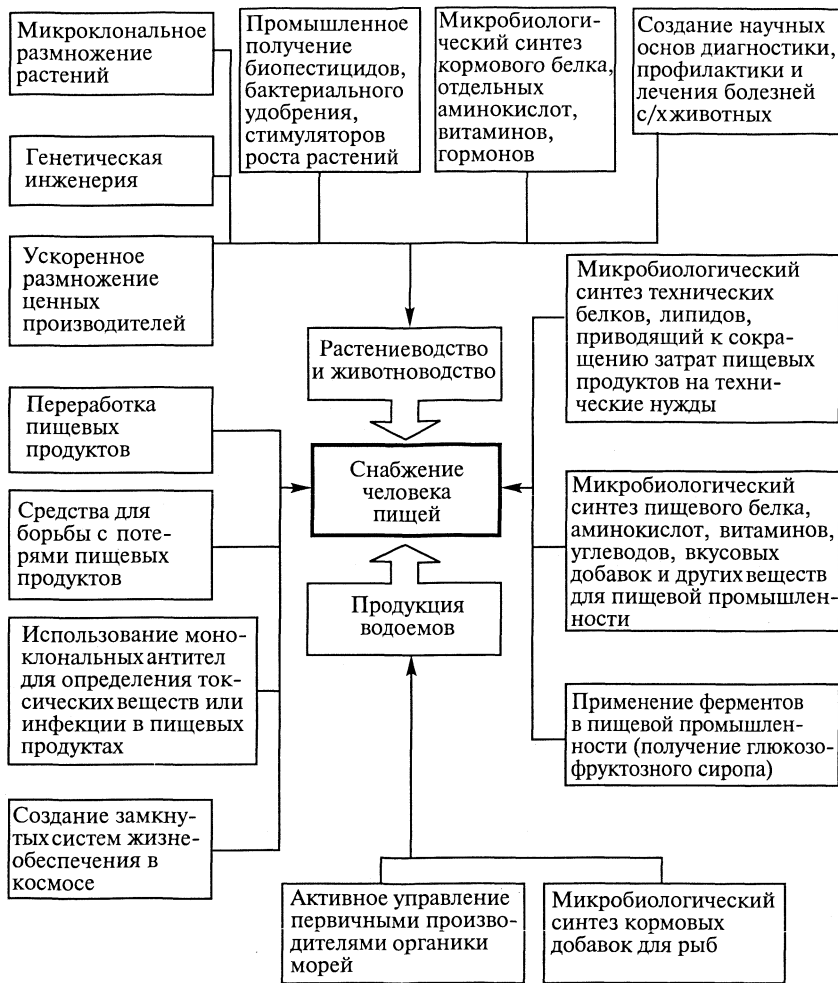 Микроклональное
размножение
растений
Промышленное
получение
биопестицидов,
бактериального
удобрения,
стимуляторов
роста растений
Микробиологи-
ческий синтез
кормового белка,
отдельных
аминокислот,
витаминов,
гормонов
Создание научных
основ диагностики,
профилактики и
лечения болезней
с/х животных
Генетическая
инженерия
Ускоренное
размножение
ценных
производителей
Растениеводство
и животноводство
Микробиологический
синтез технических
белков, липидов,
приводящий к сокра-
щению затрат пищевых
продуктов на техни-
ческие нужды
Переработка
пищевых
продуктов
Снабжение
человека
пищей
Средства для
борьбы с поте-
рями пищевых
продуктов
Микробиологический
синтез пищевого белка,
аминокислот, витаминов,
углеводов, вкусовых
добавок и других веществ
для пищевой промышлен-
ности
Продукция
водоемов
Использование моно-
клональных антител
для определения ток-
сических веществ или
инфекции в пищевых
продуктах
Применение ферментов
в пищевой промышлен-
ности (получение глюкозо-
фруктозного сиропа)
Создание замкну-
тых систем жизне-
обеспечения в
космосе
Активное управление
первичными произво-
дителями органики
морей
Микробиологический
синтез кормовых
добавок для рыб